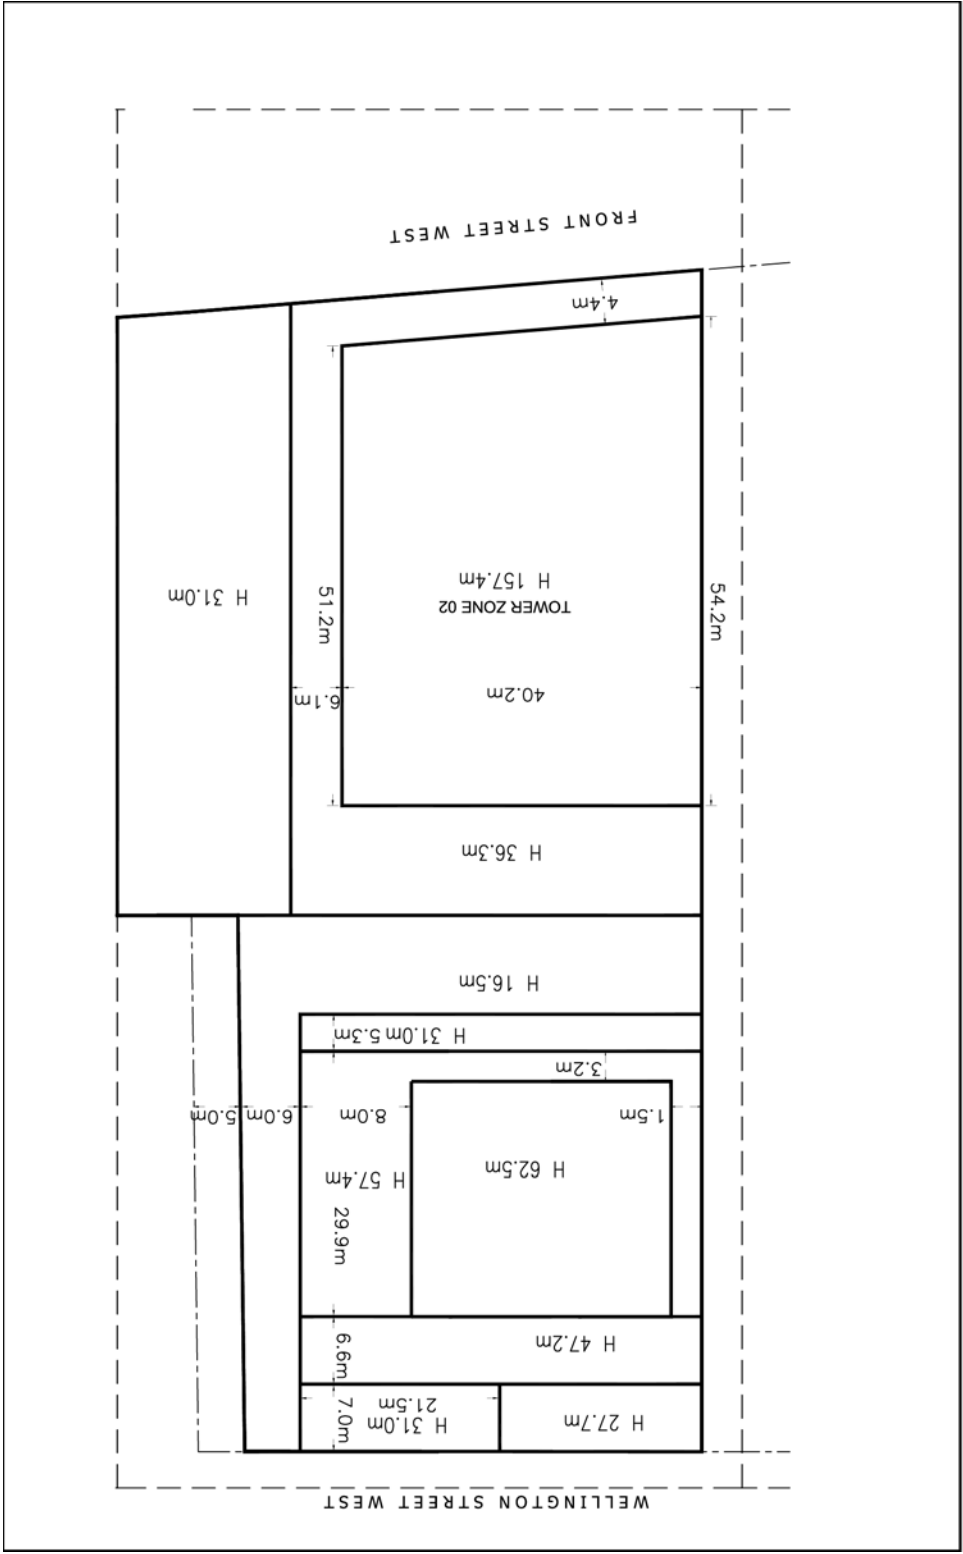 WELLINGTON STREET WEST
H 27.7m
H 31.0m
21.5m
7.0m
H 47.2m
6.6m
29.9m
H 62.5m
H 57.4m
1.5m
8.0m
6.0m
5.0m
3.2m
H 31.0m
5.3m
H 16.5m
H 36.3m
40.2m
6.1m
54.2m
TOWER ZONE 02
H 157.4m
51.2m
H 31.0m
4.4m
FRONT STREET WEST